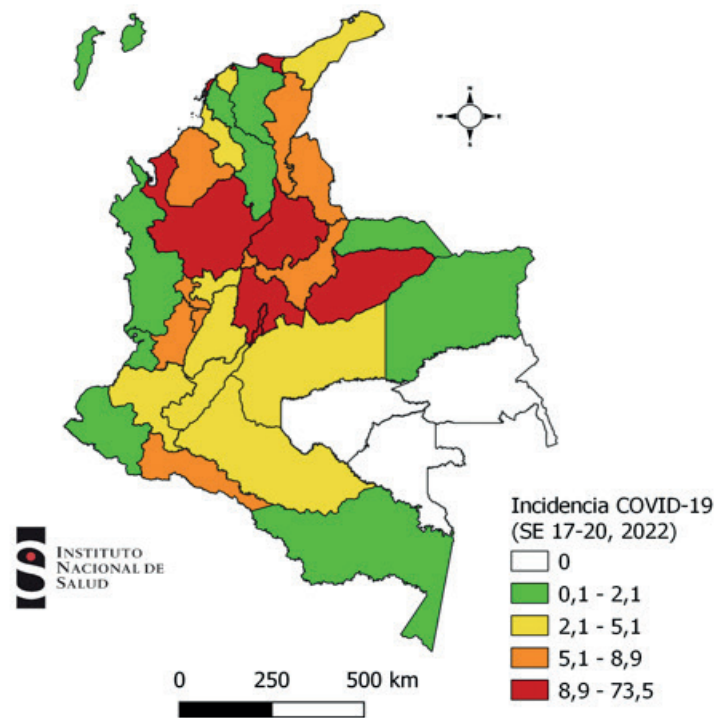 N
W
E
S
Incidencia COVID-19
(SE 17-20, 2022)
0
0,1 - 2,1
2,1 - 5,1
5,1 - 8,9
8,9 - 73,5
INSTITUTO
NACIONAL DE
SALUD
0 250 500 km